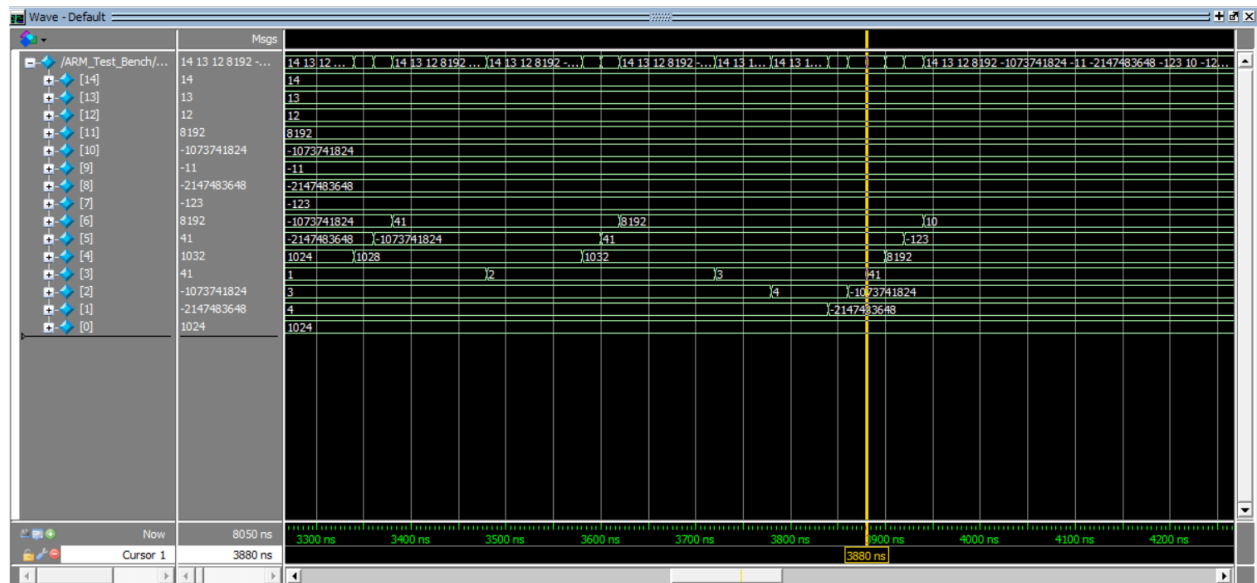 Wave - Default
Msgs
/ARM_Test_Bench/... 14 13 12 8192 -... 14 13 12 ... 14 13 12 8192 ... 14 13 12 8192 -... 14 13 12 8192 -... 14 13 1... 14 13 1... 14 13 12 8192 -1073741824 -11 -2147483648 -123 10 -12...
[14] 14 14
[13] 13 13
[12] 12 12
[11] 8192 8192
[10] -1073741824 -1073741824
[9] -11 -11
[8] -2147483648 -2147483648
[7] -123 -123
[6] 8192 -1073741824 41 8192 10
[5] 41 -2147483648 -1073741824 41 -123
[4] 1032 1024 1028 1032 8192
[3] 41 1 2 3 41
[2] -1073741824 3 4 -1073741824
[1] -2147483648 4 -2147483648
[0] 1024 1024
Now 8050 ns 3300 ns 3400 ns 3500 ns 3600 ns 3700 ns 3800 ns 3900 ns 4000 ns 4100 ns 4200 ns
Cursor 1 3880 ns 3880 ns